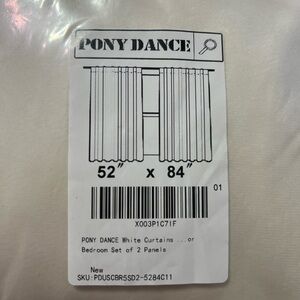 PONY DANCE
52" x 84"
01
X003P1C7IF
PONY DANCE White Curtains ...or
Bedroom Set of 2 Panels
New
SKU:PDUSCBR5SD2-5284C11